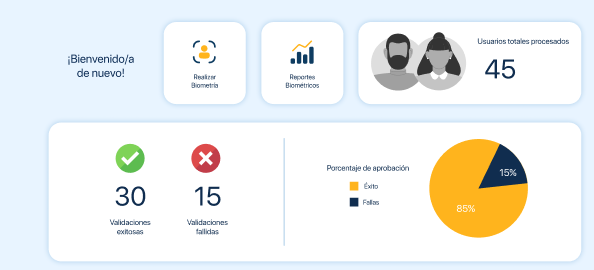 ¡Bienvenido/a
de nuevo!
Realizar
Biometría
Reportes
Biométricos
Usuarios totales procesados
45
30
Validaciones
exitosas
15
Validaciones
fallidas
Porcentaje de aprobación
Éxito
Fallas
15%
85%